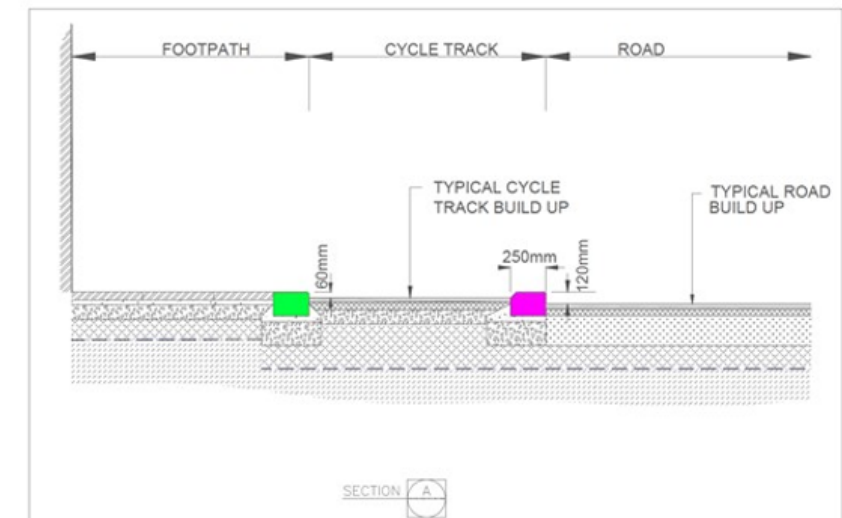 FOOTPATH
CYCLE TRACK
ROAD
TYPICAL CYCLE
TRACK BUILD UP
TYPICAL ROAD
BUILD UP
60mm
250mm
120mm
SECTION A